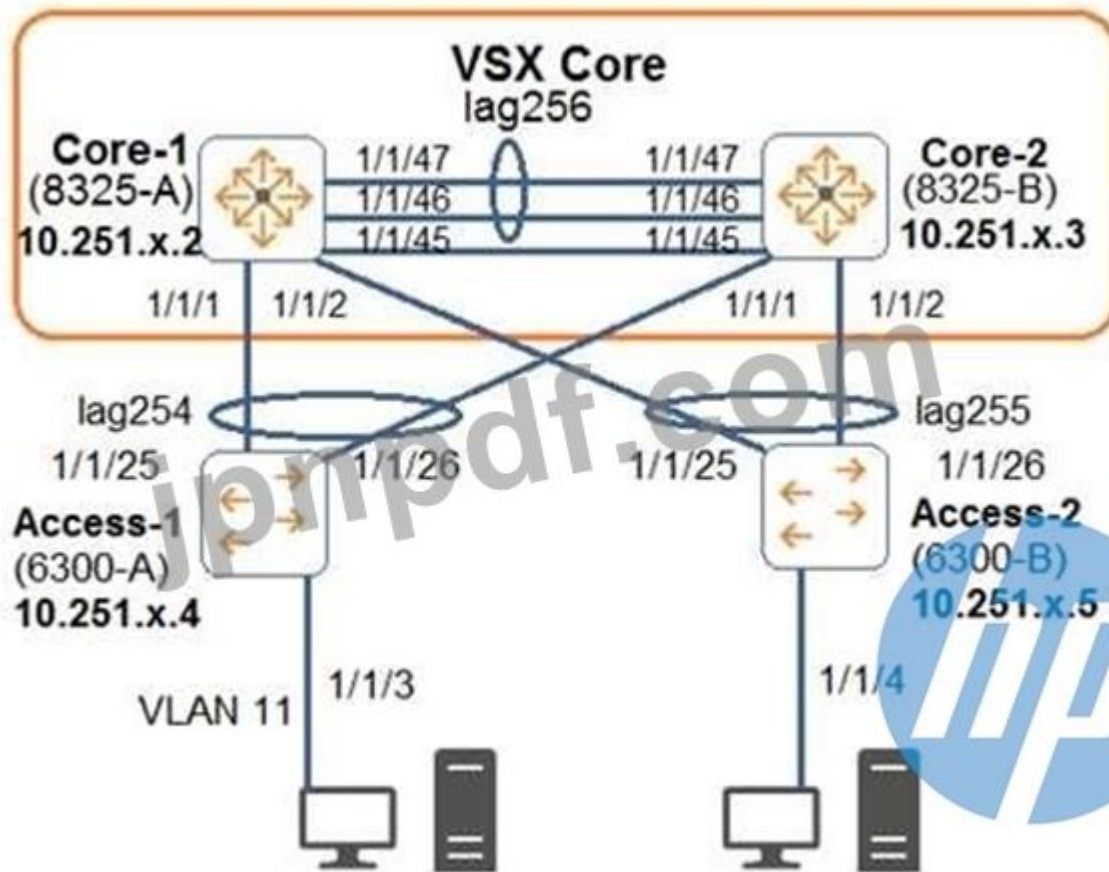 VSX Core
lag256
Core-1
(8325-A)
10.251.x.2
1/1/47
1/1/46
1/1/45
1/1/47
1/1/46
1/1/45
Core-2
(8325-B)
10.251.x.3
1/1/1
1/1/2
1/1/1
1/1/2
lag254
lag255
1/1/25
1/1/26
1/1/25
1/1/26
Access-1
(6300-A)
10.251.x.4
Access-2
(6300-B)
10.251.x.5
VLAN 11
1/1/3
1/1/4
jpnpdf.com
hp